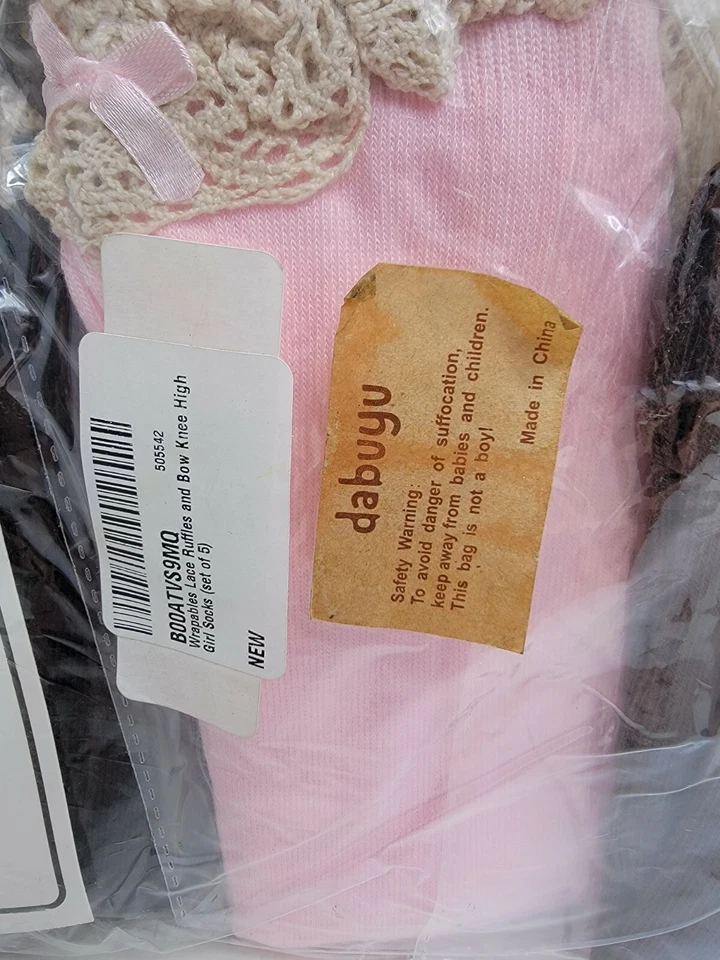 505542
B00ATVS9MQ
Wrapables Lace Ruffles and Bow Knee High
Girl Socks (set of 5)
NEW
dabuyu
Safety Warning:
To avoid danger of suffocation,
keep away from babies and children.
This bag is not a boy!
Made in China